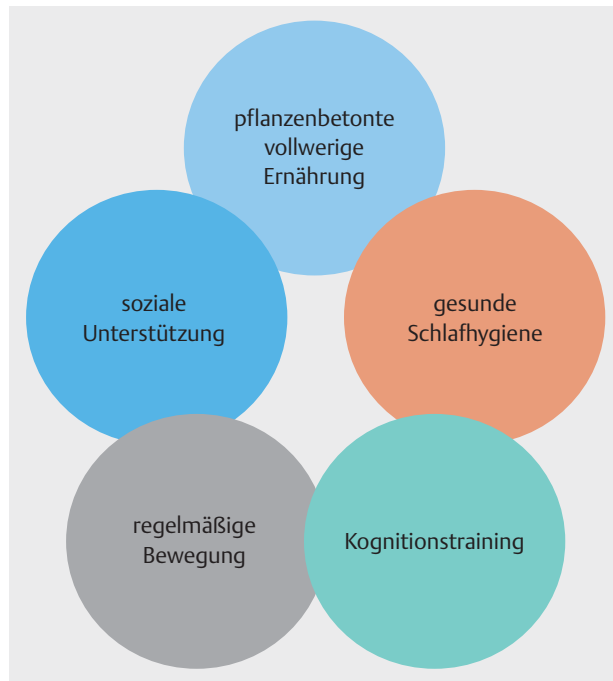 pflanzenbetonte
vollwerige
Ernährung
soziale
Unterstützung
gesunde
Schlafhygiene
regelmäßige
Bewegung
Kognitionstraining